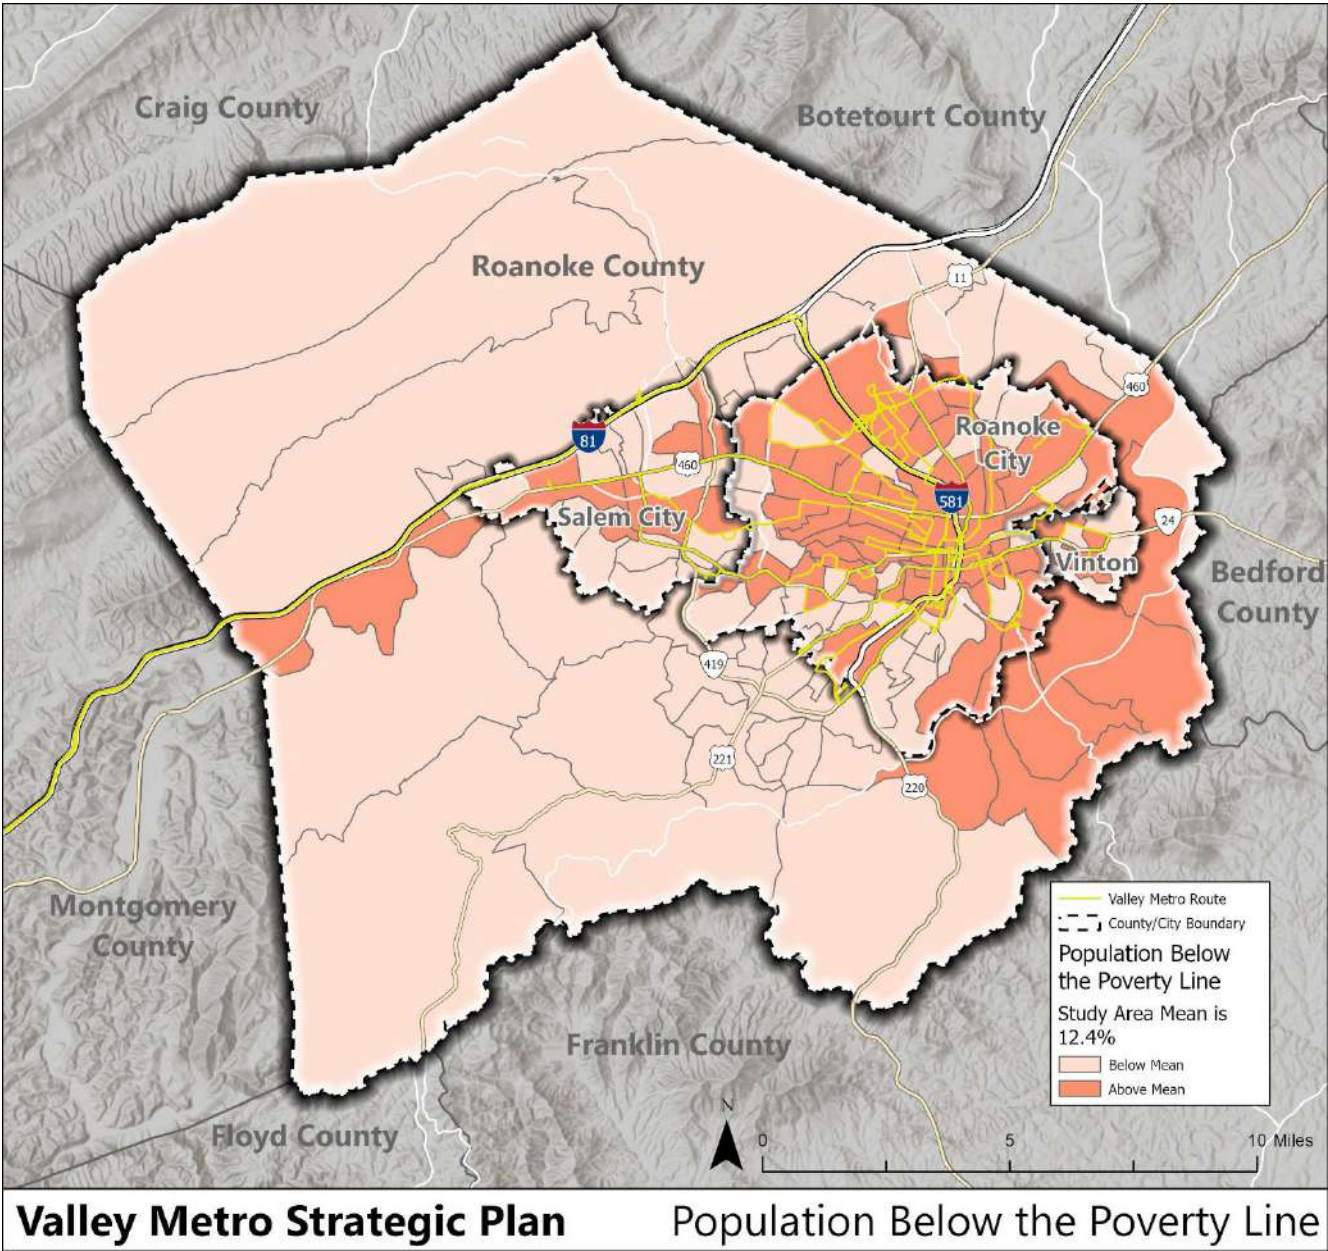 Craig County
Botetourt County
Roanoke County
11
460
Roanoke
City
81
460
581
Salem City
24
Vinton
Bedford
County
419
221
220
Montgomery
County
Franklin County
Floyd County
Valley Metro Route
County/City Boundary
Population Below
the Poverty Line
Study Area Mean is
12.4%
Below Mean
Above Mean
N
0 5 10 Miles
Valley Metro Strategic Plan Population Below the Poverty Line